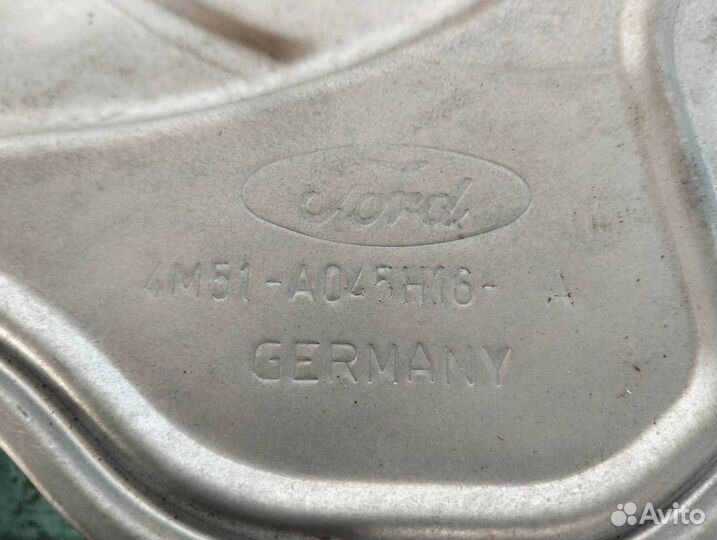 Ford
4M51-A045H16- A
GERMANY
Avito